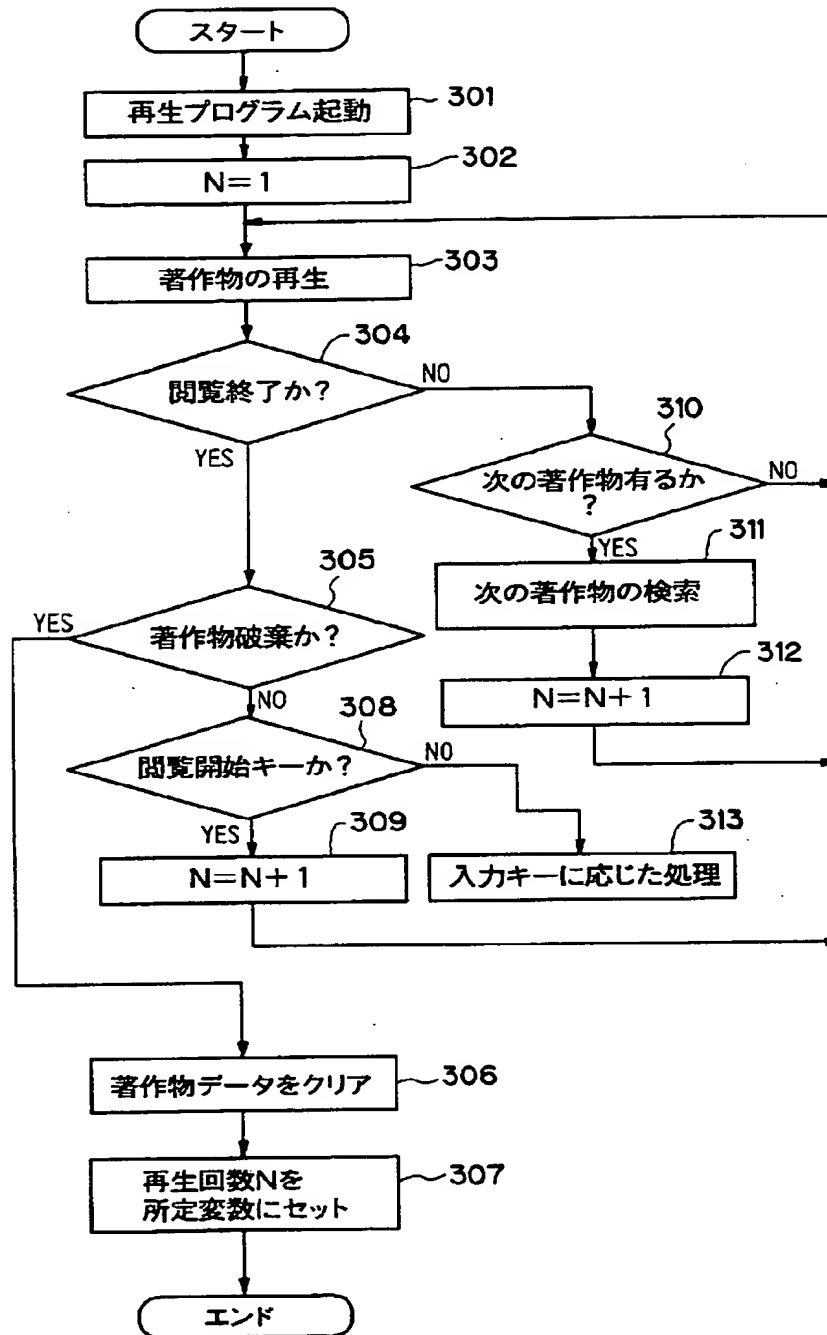 スタート
再生プログラム起動
301
N=1
302
著作物の再生
303
304
閲覧終了か?
NO
YES
310
次の著作物有るか
?
NO
YES
311
次の著作物の検索
312
N=N+1
305
YES
著作物破棄か?
NO
308
閲覧開始キーか?
NO
YES
309
N=N+1
313
入力キーに応じた処理
著作物データをクリア
306
再生回数Nを
所定変数にセット
307
エンド